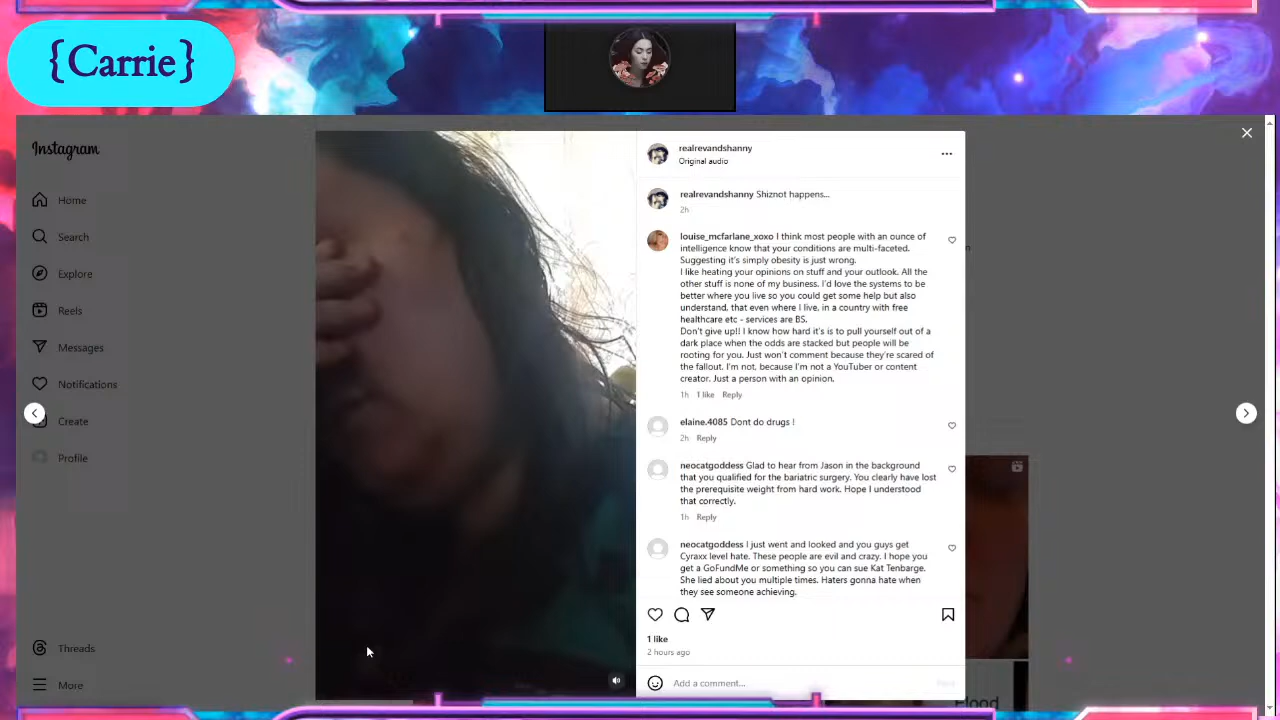 {Carrie}
Instagram
Home
Search
Explore
Reels
Messages
Notifications
Create
Profile
Threads
More
realrevandshanny
Original audio
realrevandshanny Shiznot happens...
2h
louise_mcfarlane_xoxo I think most people with an ounce of
intelligence know that your conditions are multi-faceted.
Suggesting it's simply obesity is just wrong.
I like heating your opinions on stuff and your outlook. All the
other stuff is none of my business. I'd love the systems to be
better where you live so you could get some help but also
understand, that even where I live, in a country with free
healthcare etc - services are BS.
Don't give up!! I know how hard it's is to pull yourself out of a
dark place when the odds are stacked but people will be
rooting for you. Just won't comment because they're scared of
the fallout. I'm not, because I'm not a YouTuber or content
creator. Just a person with an opinion.
1h 1 like Reply
elaine.4085 Dont do drugs !
2h Reply
neocatgoddess Glad to hear from Jason in the background
that you qualified for the bariatric surgery. You clearly have lost
the prerequisite weight from hard work. Hope I understood
that correctly.
1h Reply
neocatgoddess I just went and looked and you guys get
Cyraxx level hate. These people are evil and crazy. I hope you
get a GoFundMe or something so you can sue Kat Tenbarge.
She lied about you multiple times. Haters gonna hate when
they see someone achieving.
1 like
2 hours ago
Add a comment...